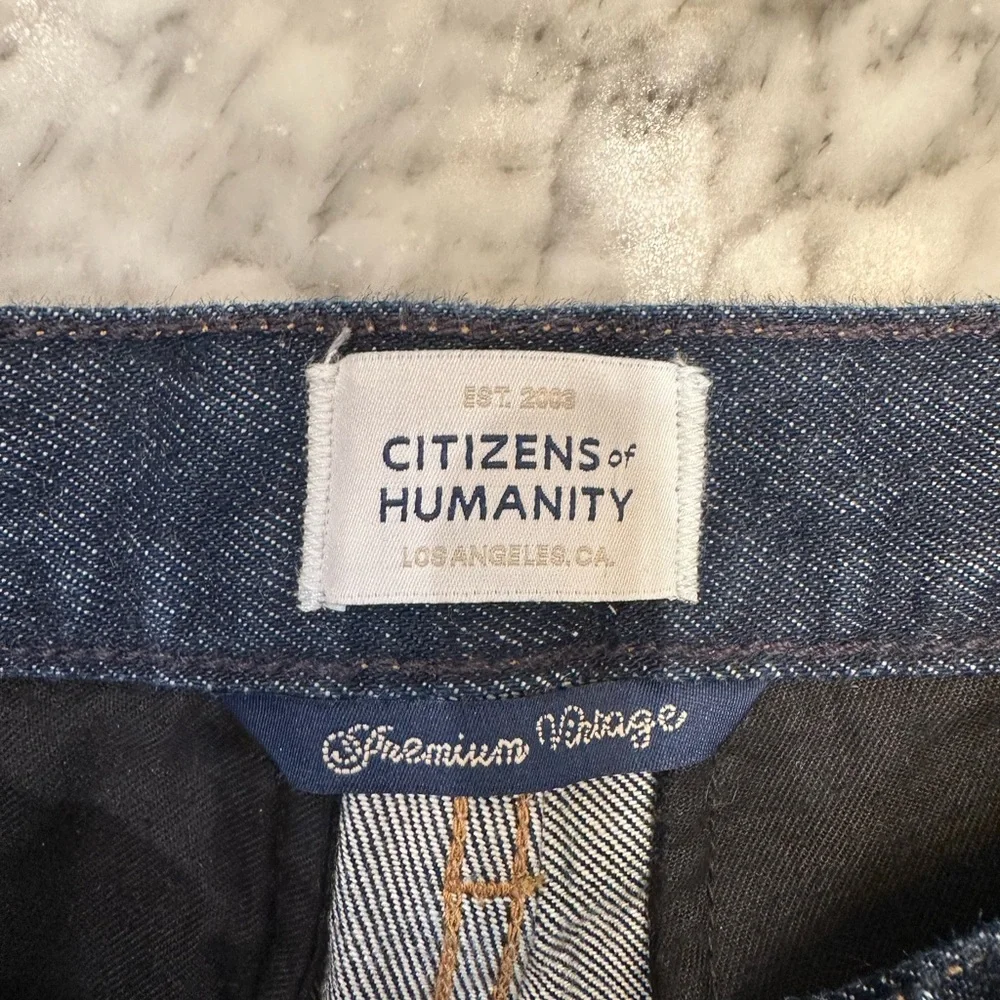 EST. 2003
CITIZENS of
HUMANITY
LOS ANGELES, CA.
Premium Vintage